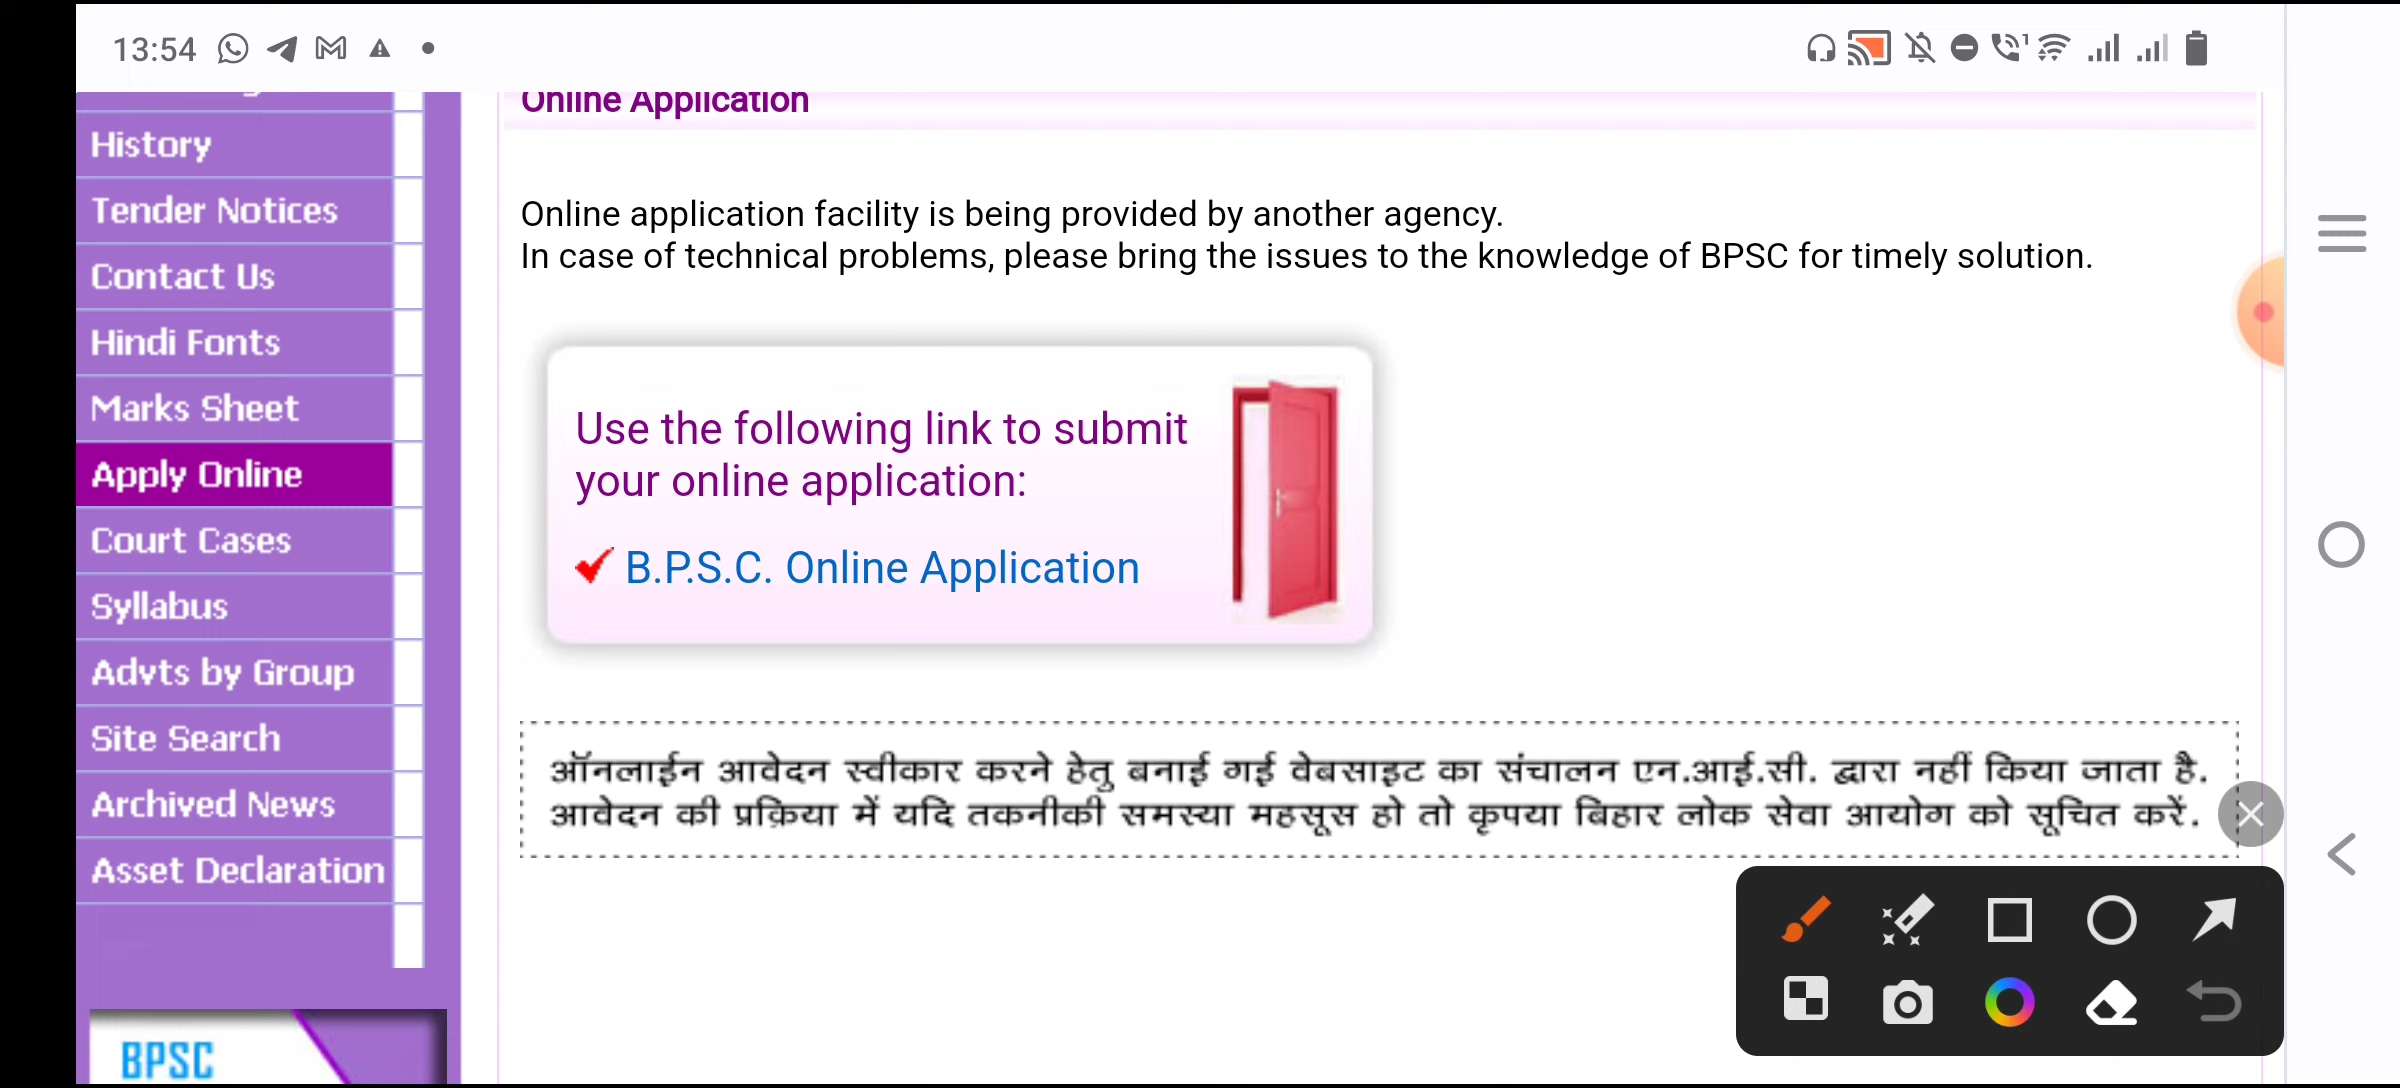 13:54
Online Application
History
Tender Notices
Contact Us
Hindi Fonts
Marks Sheet
Apply Online
Court Cases
Syllabus
Advts by Group
Site Search
Archived News
Asset Declaration
BPSC
Online application facility is being provided by another agency.
In case of technical problems, please bring the issues to the knowledge of BPSC for timely solution.
Use the following link to submit
your online application:
B.P.S.C. Online Application
ऑनलाईन आवेदन स्वीकार करने हेतु बनाई गई वेबसाइट का संचालन एन.आई.सी. द्वारा नहीं किया जाता है.
आवेदन की प्रक्रिया में यदि तकनीकी समस्या महसूस हो तो कृपया बिहार लोक सेवा आयोग को सूचित करें.